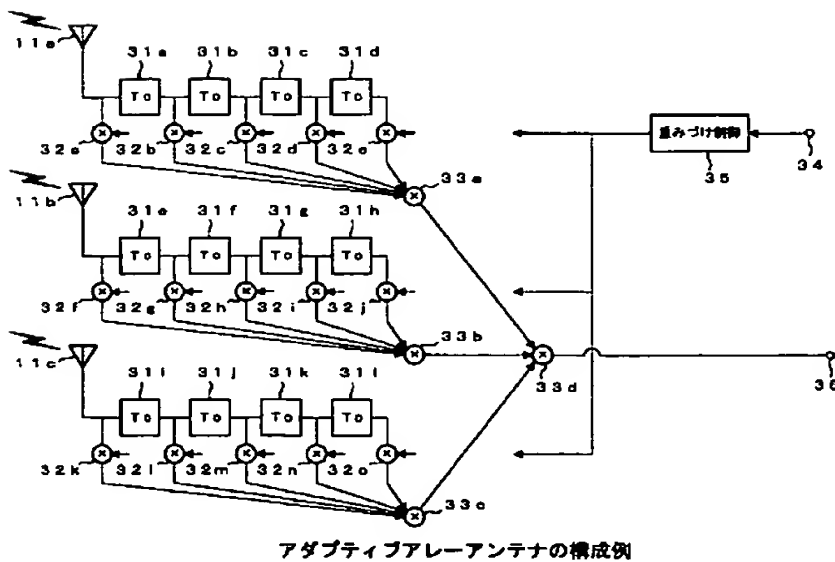 11a
31a 31b 31c 31d
To To To To
32a 32b 32c 32d 32e
重みづけ制御
35
34
33a
11b
31e 31f 31g 31h
To To To To
32f 32g 32h 32i 32j
33b
33d
36
11c
31i 31j 31k 31l
To To To To
32k 32l 32m 32n 32o
33c
アダプティブアレーアンテナの構成例